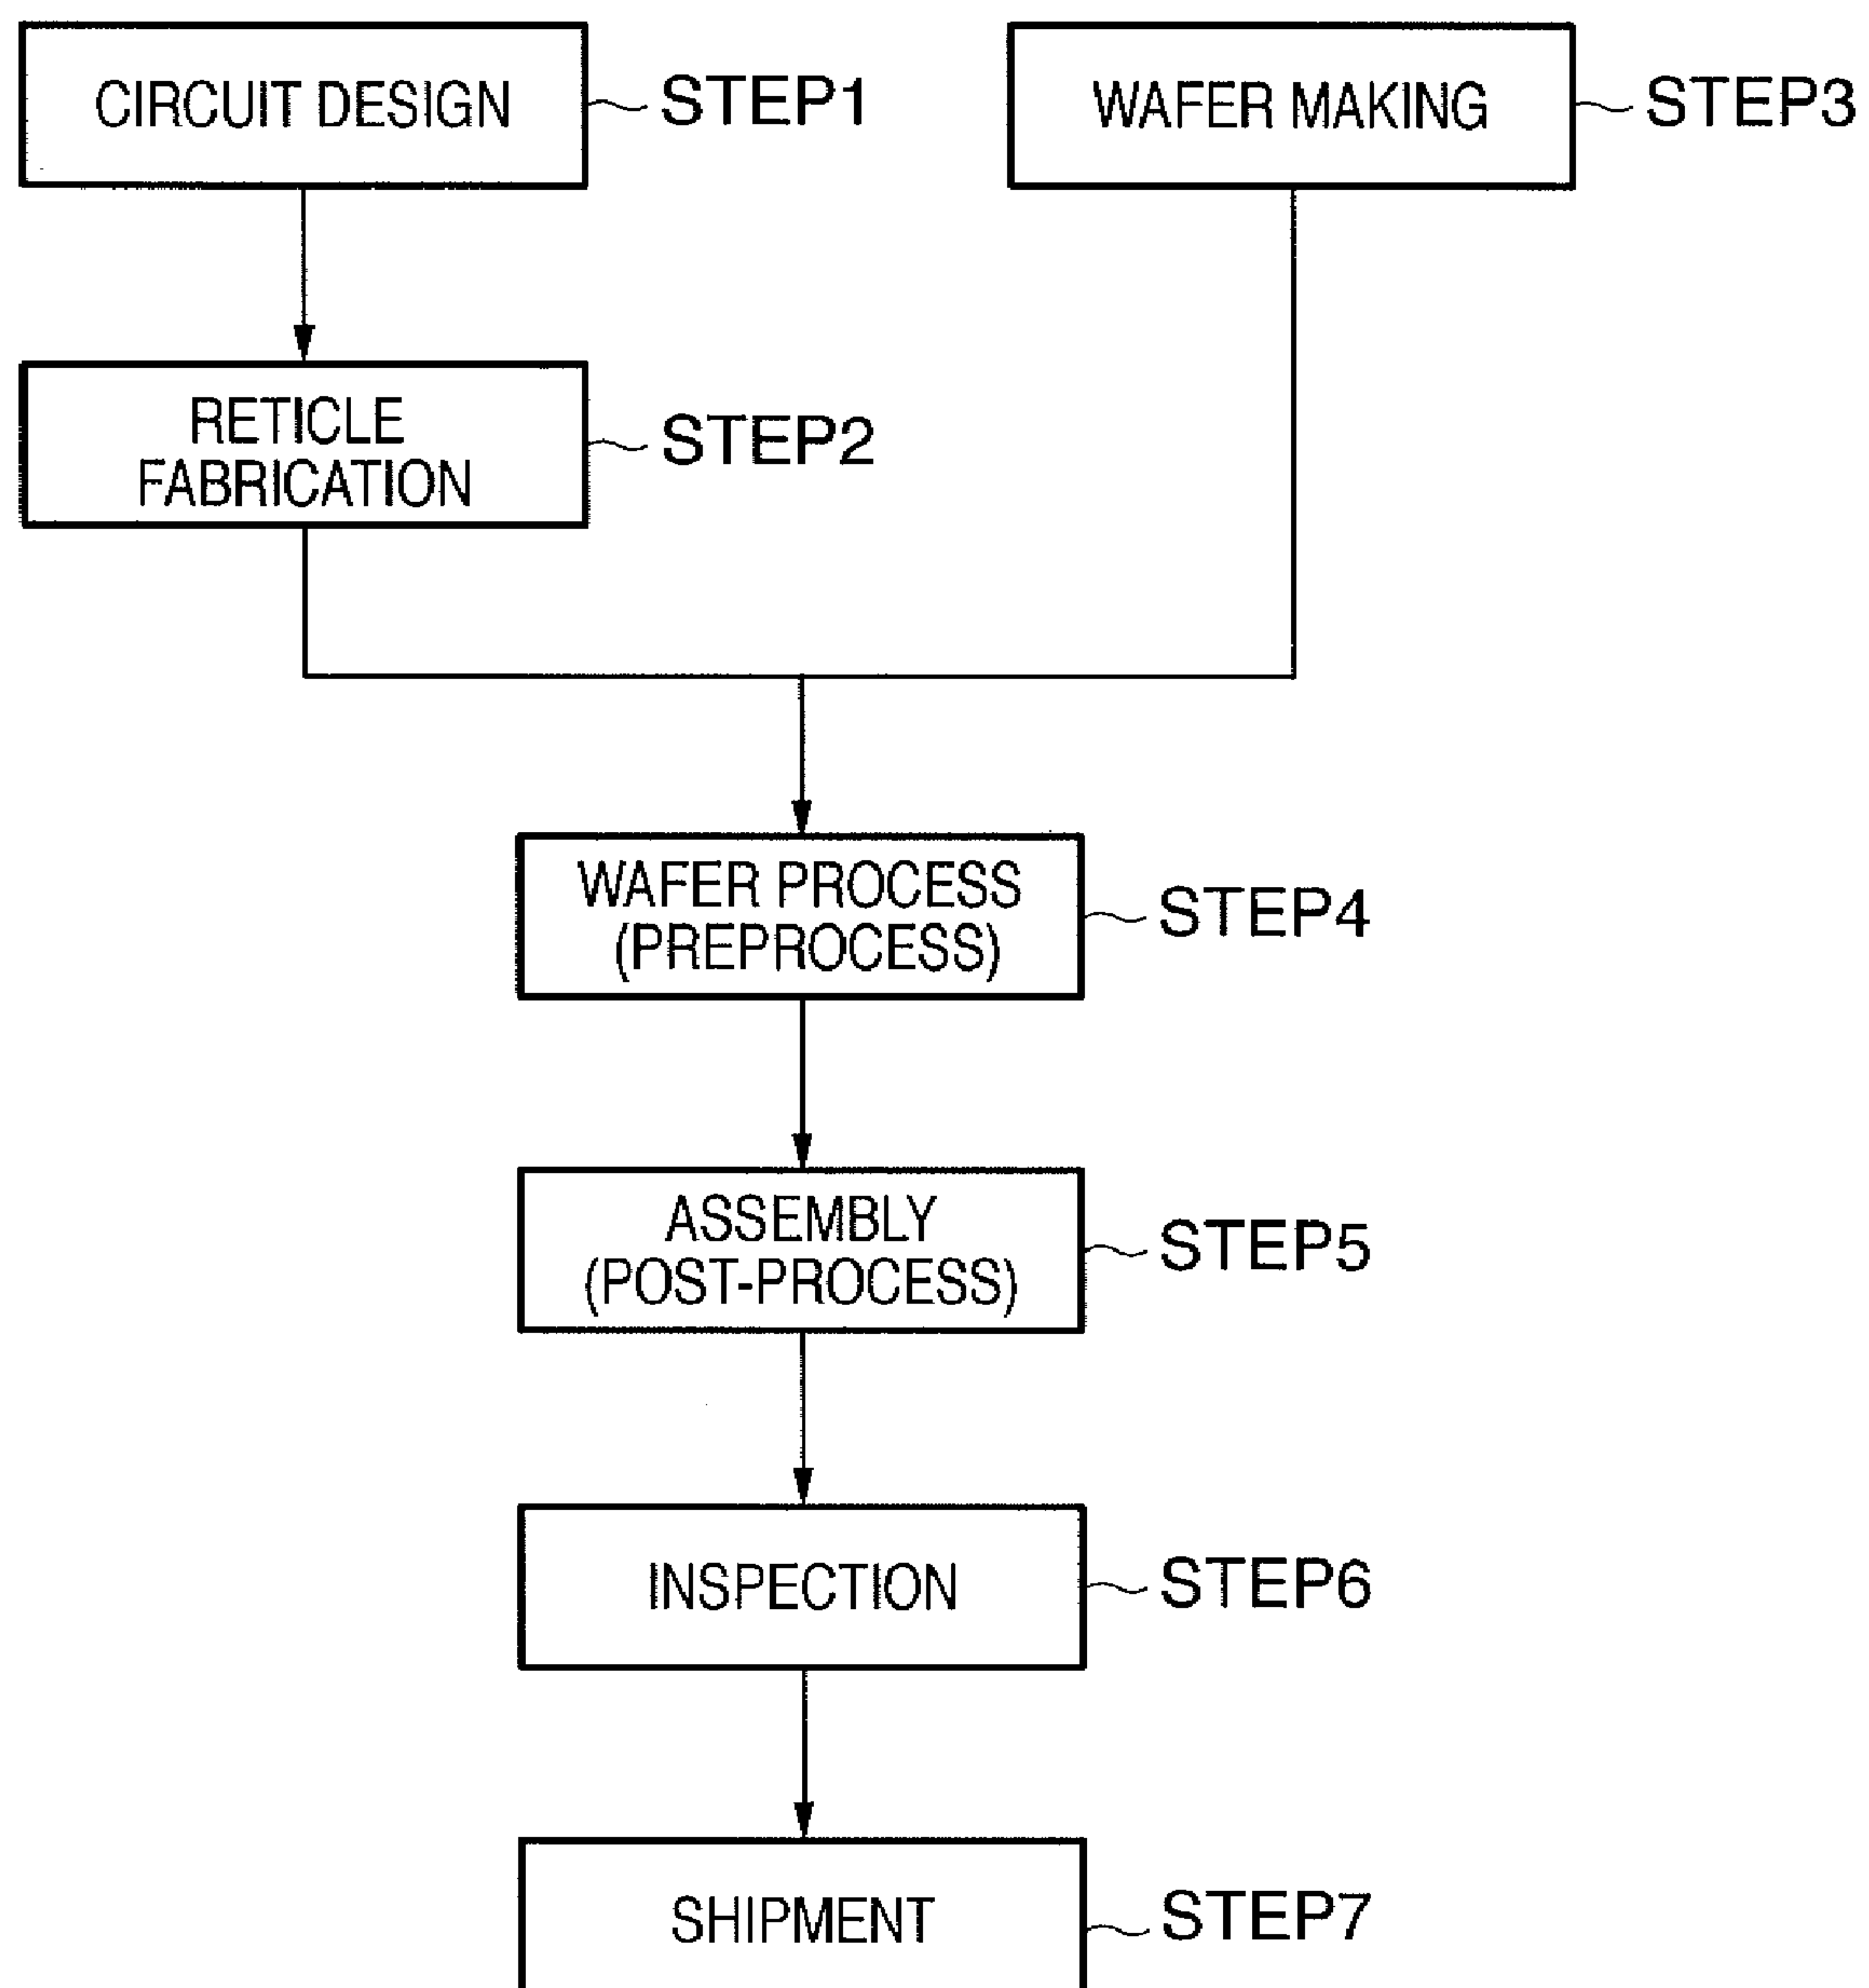 CIRCUIT DESIGN
STEP1
WAFER MAKING
STEP3
RETICLE
FABRICATION
STEP2
WAFER PROCESS
(PREPROCESS)
STEP4
ASSEMBLY
(POST-PROCESS)
STEP5
INSPECTION
STEP6
SHIPMENT
STEP7